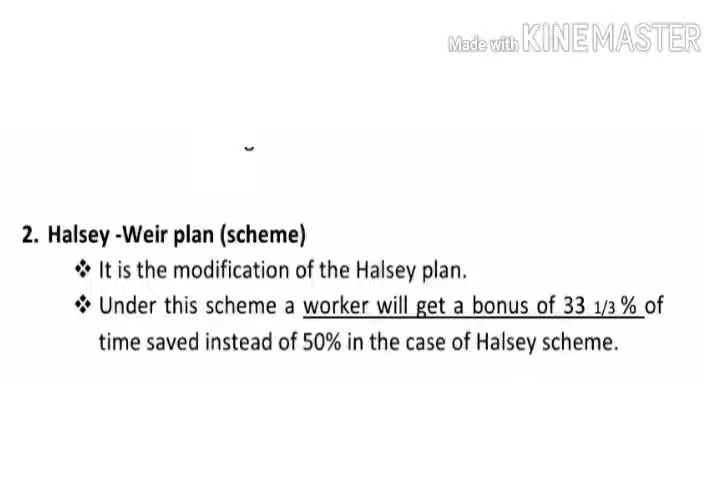 Made with KINEMASTER
2. Halsey -Weir plan (scheme)
❖ It is the modification of the Halsey plan.
❖ Under this scheme a worker will get a bonus of 33 1/3 % of
time saved instead of 50% in the case of Halsey scheme.